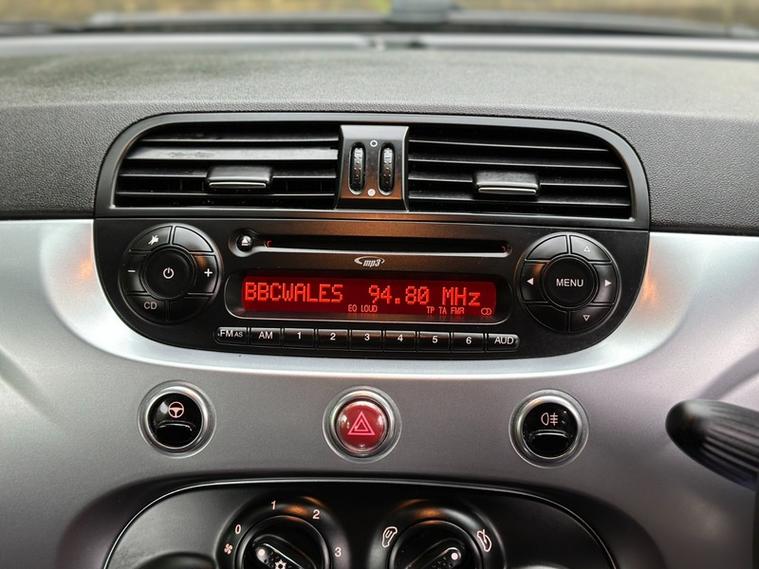 mp3
- +
CD
MENU
BBCWALES 94.80 MHz
EQ LOUD TP TA FMA
FM AS AM 1 2 3 4 5 6 AUD
0 1 2 3